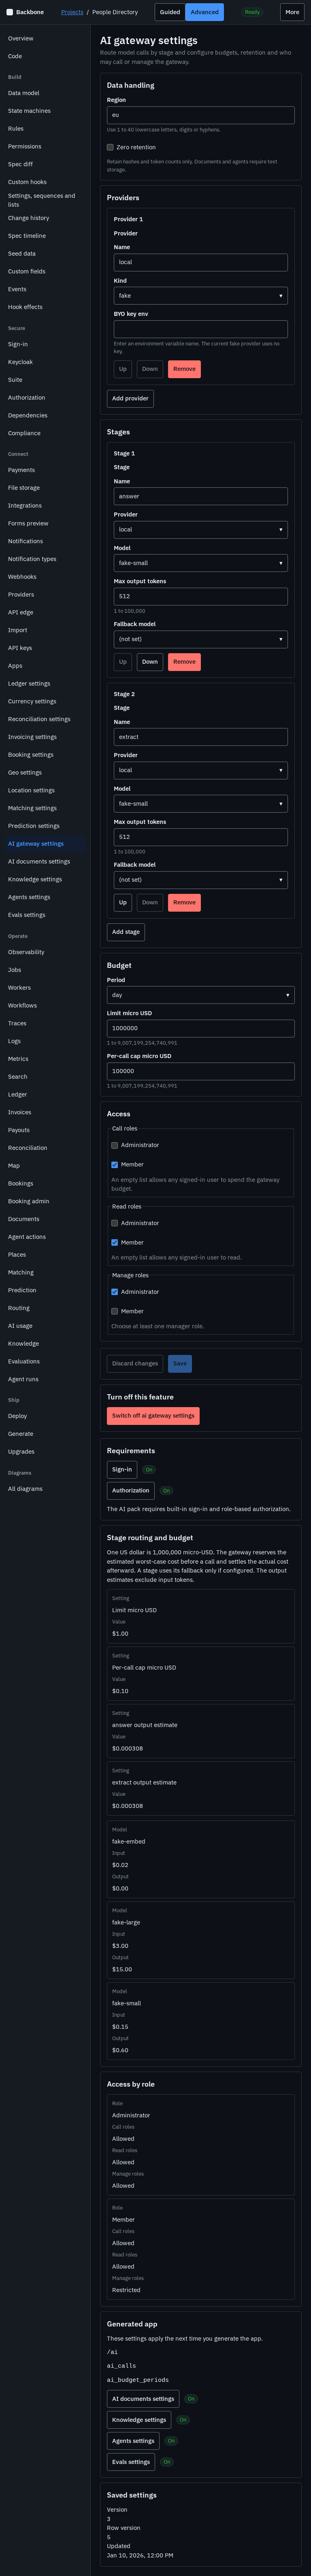 Backbone
Projects / People Directory
Guided
Advanced
Ready
More
Overview
Code
Build
Data model
State machines
Rules
Permissions
Spec diff
Custom hooks
Settings, sequences and
lists
Change history
Spec timeline
Seed data
Custom fields
Events
Hook effects
Secure
Sign-in
Keycloak
Suite
Authorization
Dependencies
Compliance
Connect
Payments
File storage
Integrations
Forms preview
Notifications
Notification types
Webhooks
Providers
API edge
Import
API keys
Apps
Ledger settings
Currency settings
Reconciliation settings
Invoicing settings
Booking settings
Geo settings
Location settings
Matching settings
Prediction settings
AI gateway settings
AI documents settings
Knowledge settings
Agents settings
Evals settings
Operate
Observability
Jobs
Workers
Workflows
Traces
Logs
Metrics
Search
Ledger
Invoices
Payouts
Reconciliation
Map
Bookings
Booking admin
Documents
Agent actions
Places
Matching
Prediction
Routing
AI usage
Knowledge
Evaluations
Agent runs
Ship
Deploy
Generate
Upgrades
Diagrams
All diagrams
AI gateway settings
Route model calls by stage and configure budgets, retention and who
may call or manage the gateway.
Data handling
Region
eu
Use 1 to 40 lowercase letters, digits or hyphens.
Zero retention
Retain hashes and token counts only. Documents and agents require text
storage.
Providers
Provider 1
Provider
Name
local
Kind
fake
BYO key env
Enter an environment variable name. The current fake provider uses no
key.
Up
Down
Remove
Add provider
Stages
Stage 1
Stage
Name
answer
Provider
local
Model
fake-small
Max output tokens
512
1 to 100,000
Fallback model
(not set)
Up
Down
Remove
Stage 2
Stage
Name
extract
Provider
local
Model
fake-small
Max output tokens
512
1 to 100,000
Fallback model
(not set)
Up
Down
Remove
Add stage
Budget
Period
day
Limit micro USD
1000000
1 to 9,007,199,254,740,991
Per-call cap micro USD
100000
1 to 9,007,199,254,740,991
Access
Call roles
Administrator
Member
An empty list allows any signed-in user to spend the gateway
budget.
Read roles
Administrator
Member
An empty list allows any signed-in user to read.
Manage roles
Administrator
Member
Choose at least one manager role.
Discard changes
Save
Turn off this feature
Switch off ai gateway settings
Requirements
Sign-in
On
Authorization
On
The AI pack requires built-in sign-in and role-based authorization.
Stage routing and budget
One US dollar is 1,000,000 micro-USD. The gateway reserves the
estimated worst-case cost before a call and settles the actual cost
afterward. A stage uses its fallback only if configured. The output
estimates exclude input tokens.
Setting
Limit micro USD
Value
$1.00
Setting
Per-call cap micro USD
Value
$0.10
Setting
answer output estimate
Value
$0.000308
Setting
extract output estimate
Value
$0.000308
Model
fake-embed
Input
$0.02
Output
$0.00
Model
fake-large
Input
$3.00
Output
$15.00
Model
fake-small
Input
$0.15
Output
$0.60
Access by role
Role
Administrator
Call roles
Allowed
Read roles
Allowed
Manage roles
Allowed
Role
Member
Call roles
Allowed
Read roles
Allowed
Manage roles
Restricted
Generated app
These settings apply the next time you generate the app.
/ai
ai_calls
ai_budget_periods
AI documents settings
On
Knowledge settings
On
Agents settings
On
Evals settings
On
Saved settings
Version
3
Row version
5
Updated
Jan 10, 2026, 12:00 PM